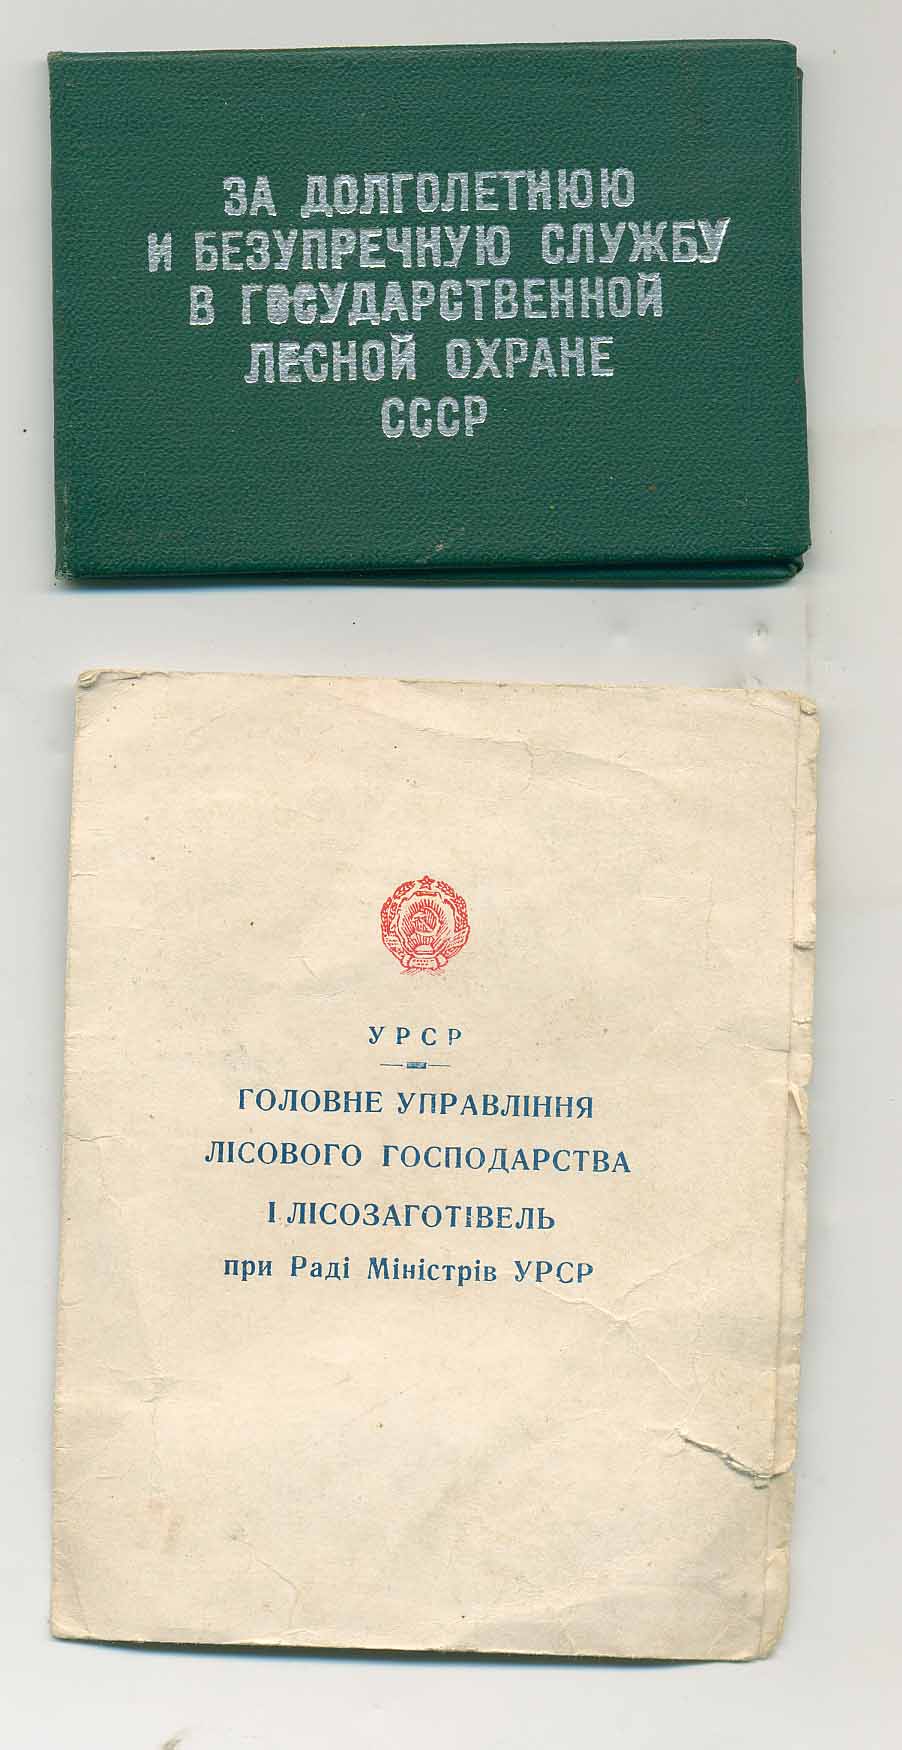 ЗА ДОЛГОЛЕТНЮЮ
И БЕЗУПРЕЧНУЮ СЛУЖБУ
В ГОСУДАРСТВЕННОЙ
ЛЕСНОЙ ОХРАНЕ
СССР
УРСР
ГОЛОВНЕ УПРАВЛІННЯ
ЛІСОВОГО ГОСПОДАРСТВА
І ЛІСОЗАГОТІВЕЛЬ
при Раді Міністрів УРСР